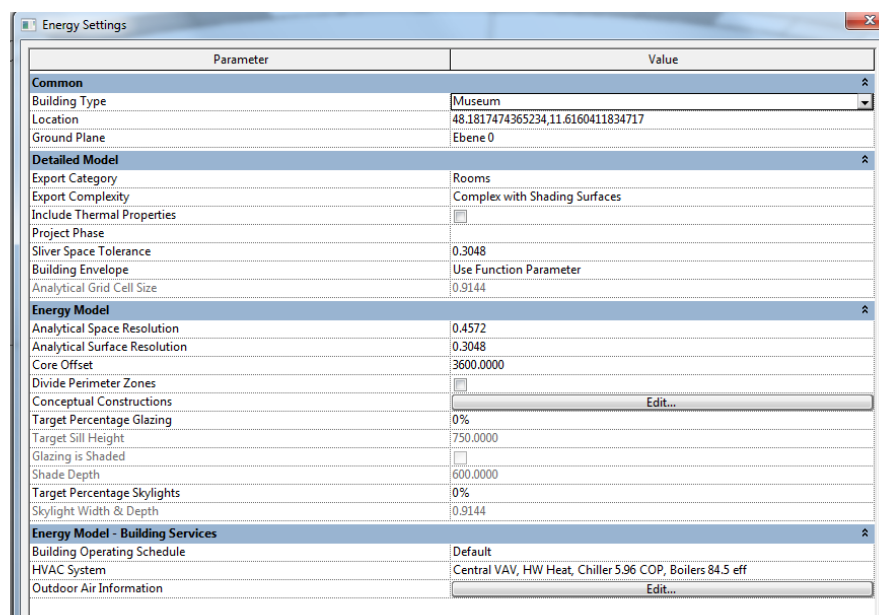 Energy Settings
Parameter Value
Common
Building Type Museum
Location 48.1817474365234,11.6160411834717
Ground Plane Ebene 0
Detailed Model
Export Category Rooms
Export Complexity Complex with Shading Surfaces
Include Thermal Properties
Project Phase
Sliver Space Tolerance 0.3048
Building Envelope Use Function Parameter
Analytical Grid Cell Size 0.9144
Energy Model
Analytical Space Resolution 0.4572
Analytical Surface Resolution 0.3048
Core Offset 3600.0000
Divide Perimeter Zones
Conceptual Constructions Edit...
Target Percentage Glazing 0%
Target Sill Height 750.0000
Glazing is Shaded
Shade Depth 600.0000
Target Percentage Skylights 0%
Skylight Width & Depth 0.9144
Energy Model - Building Services
Building Operating Schedule Default
HVAC System Central VAV, HW Heat, Chiller 5.96 COP, Boilers 84.5 eff
Outdoor Air Information Edit...